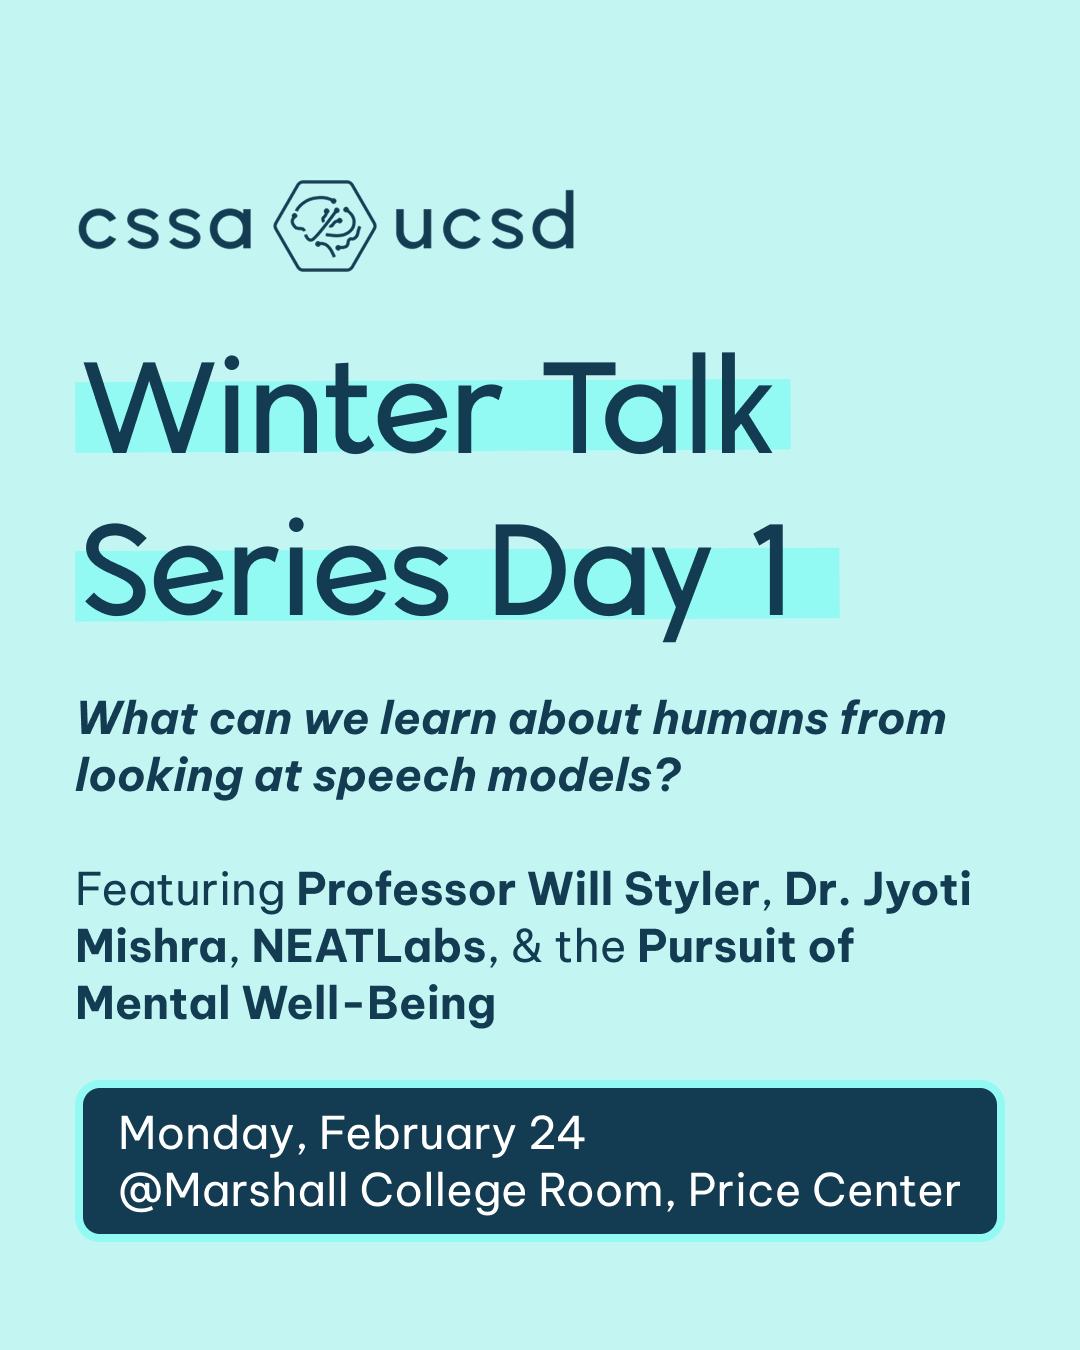 cssa ucsd
Winter Talk
Series Day 1
What can we learn about humans from
looking at speech models?
Featuring Professor Will Styler, Dr. Jyoti
Mishra, NEATLabs, & the Pursuit of
Mental Well-Being
Monday, February 24
@Marshall College Room, Price Center